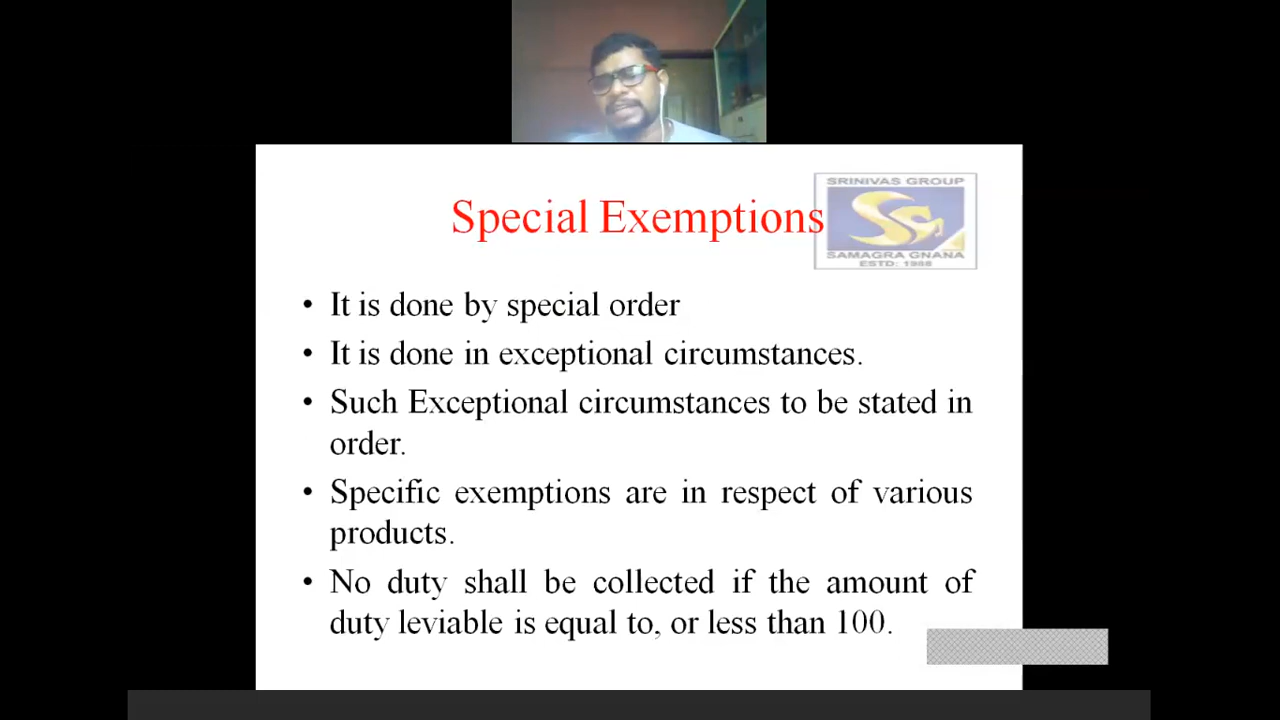 SRINIVAS GROUP
Special Exemptions
SAMAGRA GNANA
ESTD: 1988
• It is done by special order
• It is done in exceptional circumstances.
• Such Exceptional circumstances to be stated in
order.
• Specific exemptions are in respect of various
products.
• No duty shall be collected if the amount of
duty leviable is equal to, or less than 100.